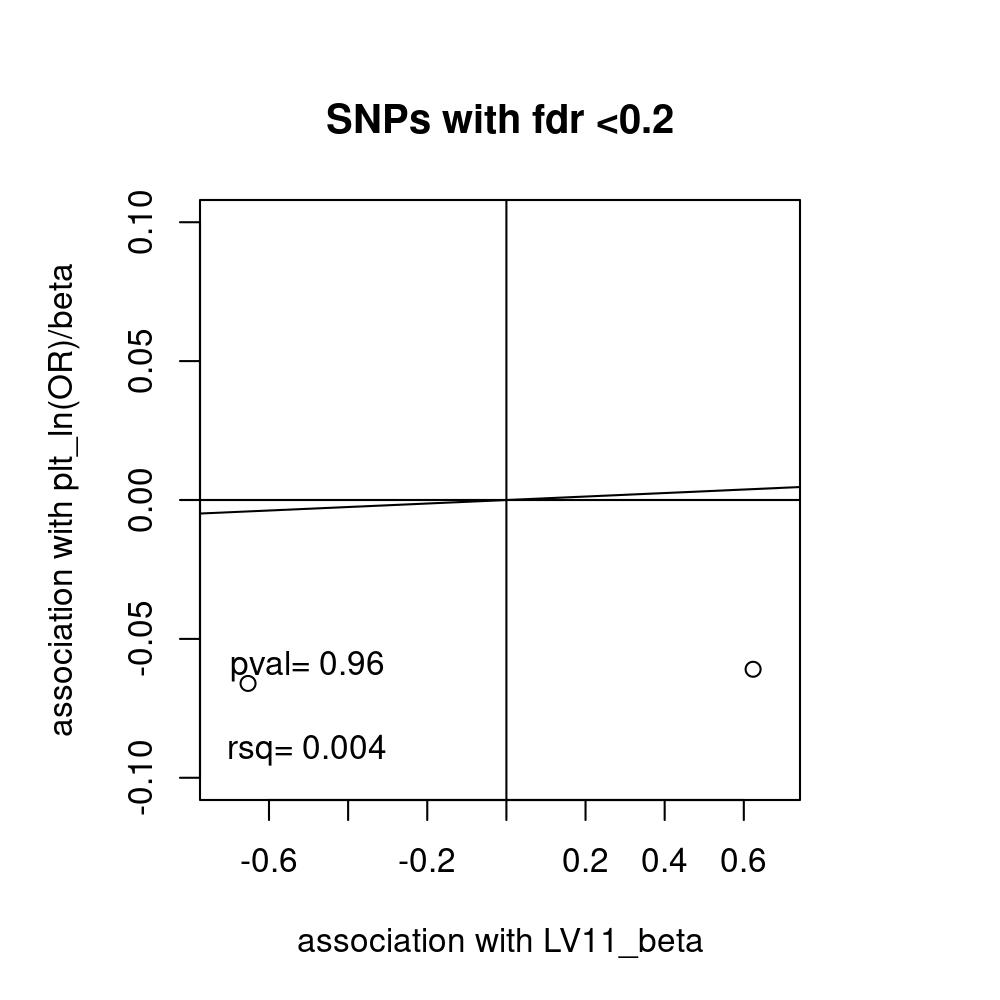 SNPs with fdr <0.2
association with plt_ln(OR)/beta
0.10
0.05
0.00
-0.05
-0.10
pval= 0.96
rsq= 0.004
-0.6 -0.2 0.2 0.4 0.6
association with LV11_beta